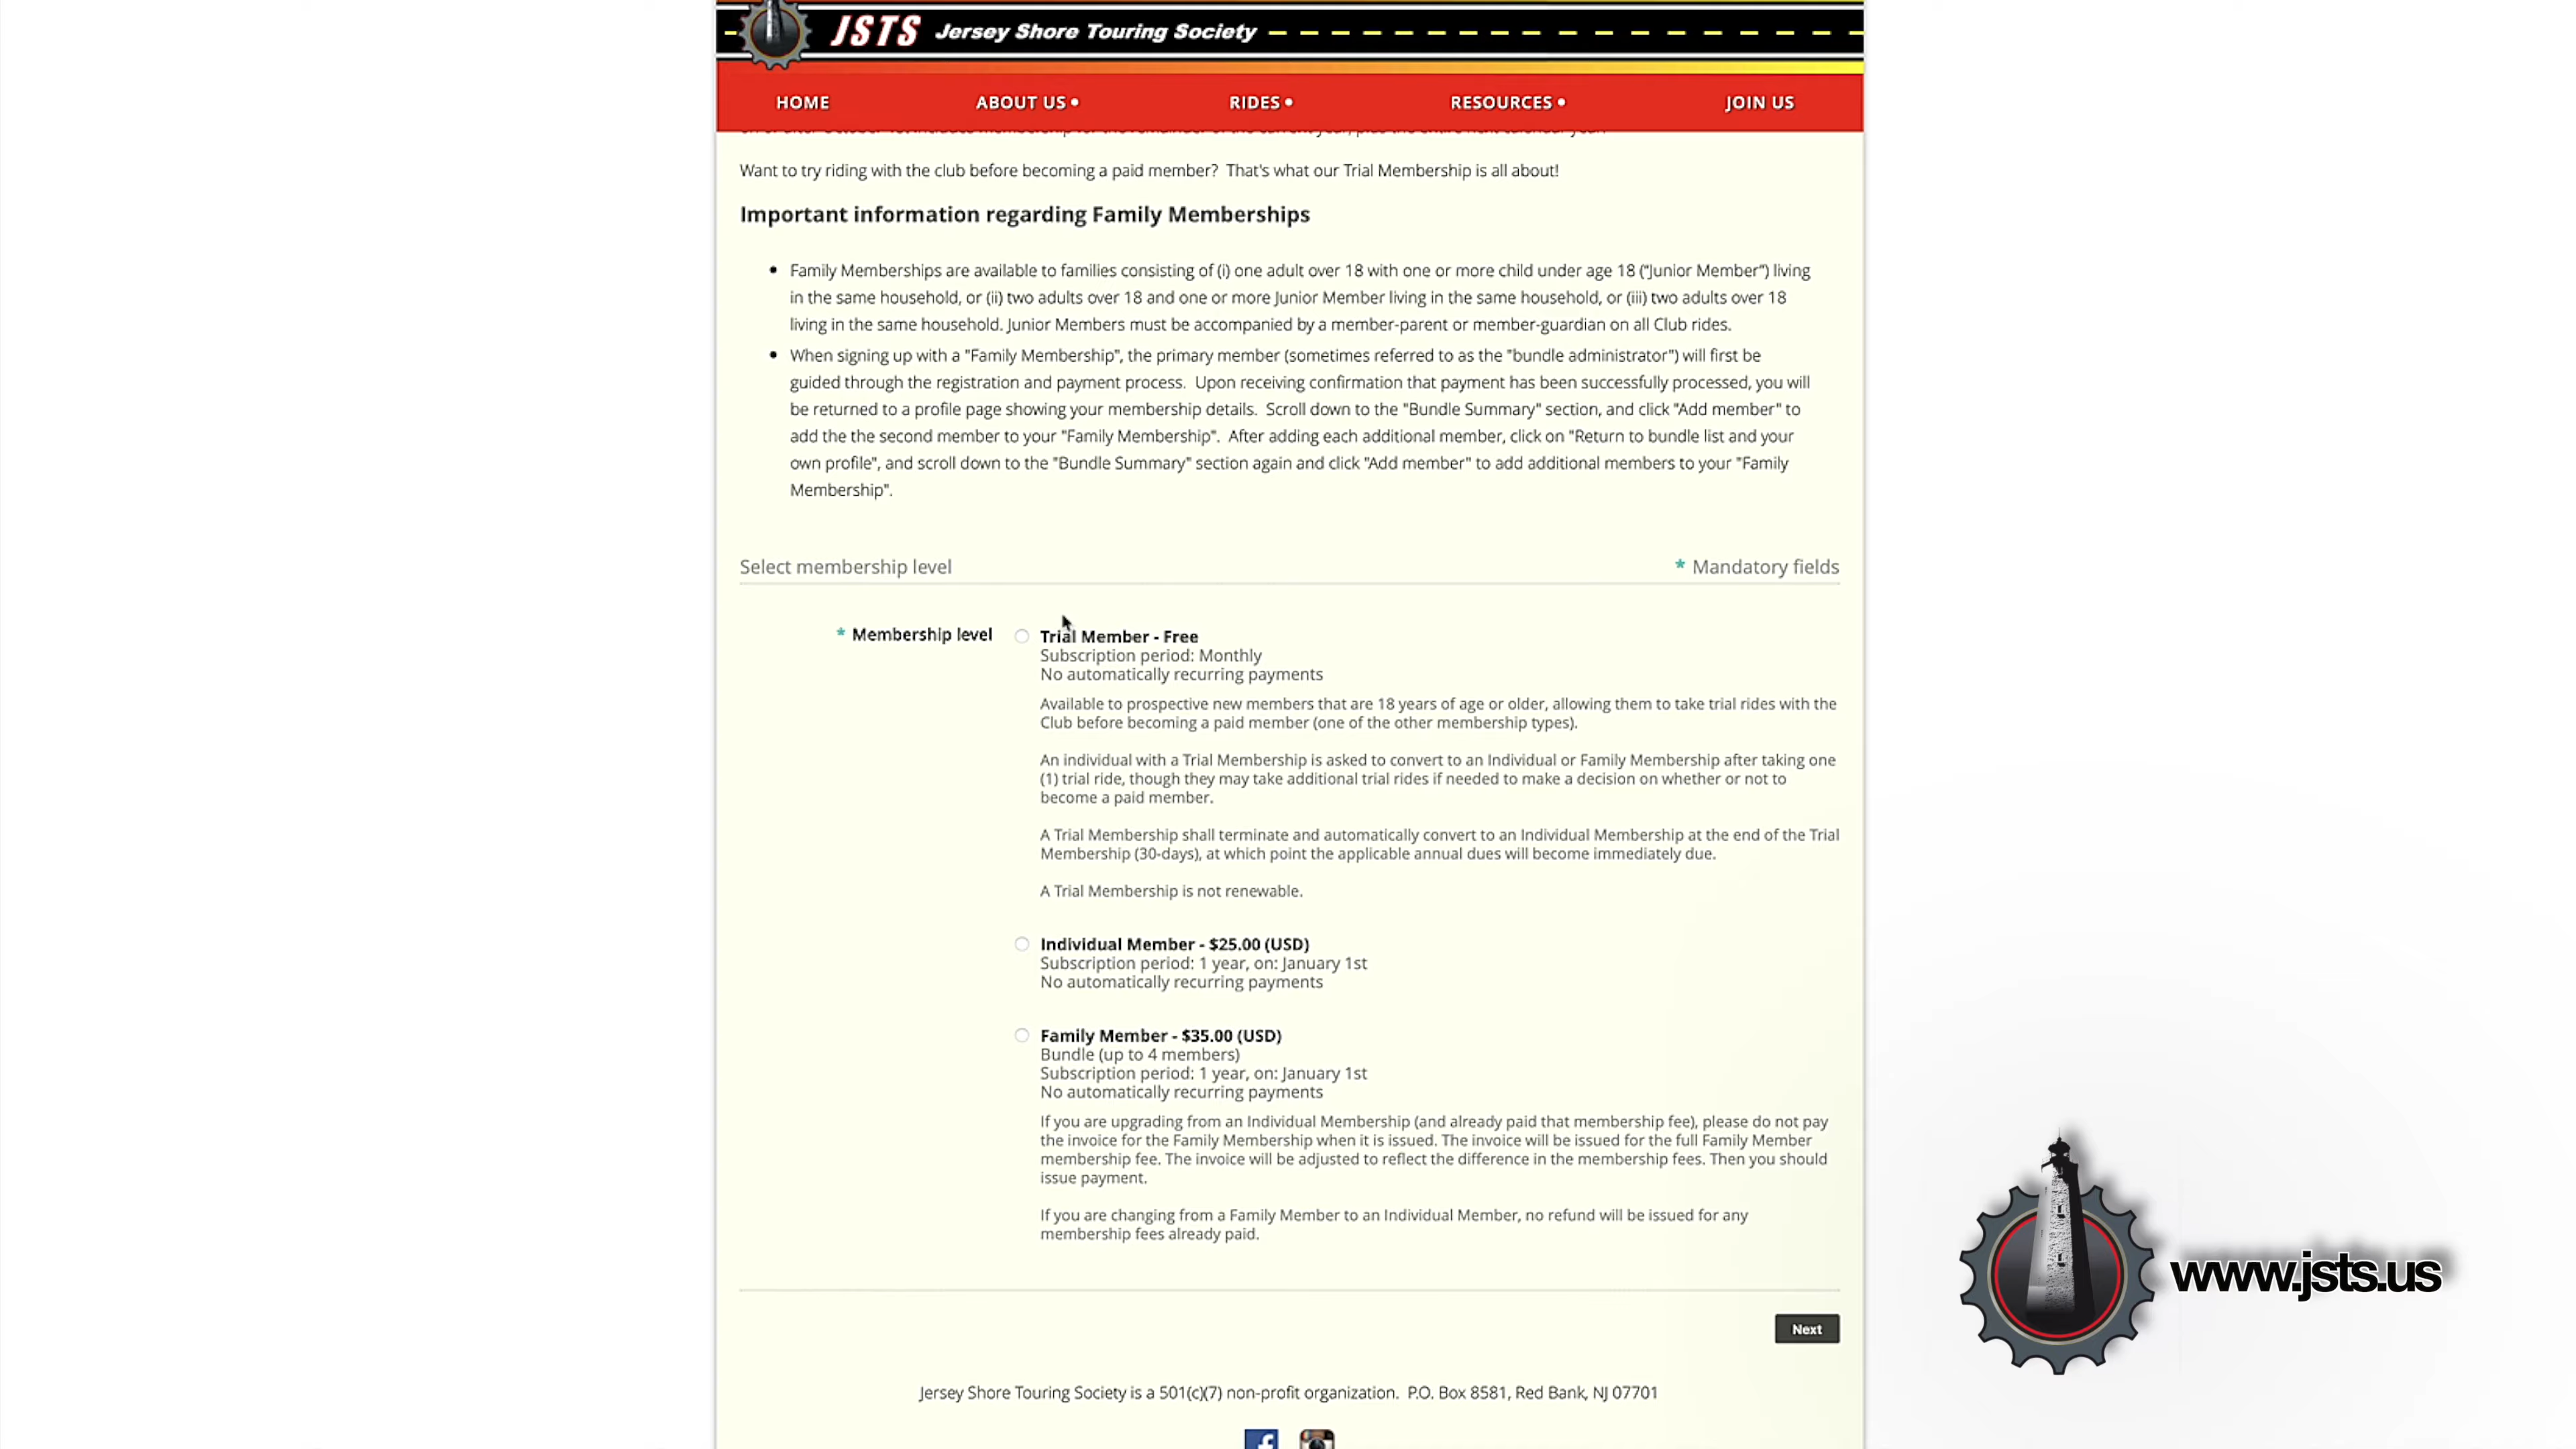 JSTS Jersey Shore Touring Society
HOME ABOUT US • RIDES • RESOURCES • JOIN US
Want to try riding with the club before becoming a paid member? That's what our Trial Membership is all about!
Important information regarding Family Memberships
• Family Memberships are available to families consisting of (i) one adult over 18 with one or more child under age 18 ("Junior Member") living
in the same household, or (ii) two adults over 18 and one or more Junior Member living in the same household, or (iii) two adults over 18
living in the same household. Junior Members must be accompanied by a member-parent or member-guardian on all Club rides.
• When signing up with a "Family Membership", the primary member (sometimes referred to as the "bundle administrator") will first be
guided through the registration and payment process. Upon receiving confirmation that payment has been successfully processed, you will
be returned to a profile page showing your membership details. Scroll down to the "Bundle Summary" section, and click "Add member" to
add the the second member to your "Family Membership". After adding each additional member, click on "Return to bundle list and your
own profile", and scroll down to the "Bundle Summary" section again and click "Add member" to add additional members to your "Family
Membership".
Select membership level * Mandatory fields
* Membership level Trial Member - Free
Subscription period: Monthly
No automatically recurring payments
Available to prospective new members that are 18 years of age or older, allowing them to take trial rides with the
Club before becoming a paid member (one of the other membership types).
An individual with a Trial Membership is asked to convert to an Individual or Family Membership after taking one
(1) trial ride, though they may take additional trial rides if needed to make a decision on whether or not to
become a paid member.
A Trial Membership shall terminate and automatically convert to an Individual Membership at the end of the Trial
Membership (30-days), at which point the applicable annual dues will become immediately due.
A Trial Membership is not renewable.
Individual Member - $25.00 (USD)
Subscription period: 1 year, on: January 1st
No automatically recurring payments
Family Member - $35.00 (USD)
Bundle (up to 4 members)
Subscription period: 1 year, on: January 1st
No automatically recurring payments
If you are upgrading from an Individual Membership (and already paid that membership fee), please do not pay
the invoice for the Family Membership when it is issued. The invoice will be issued for the full Family Member
membership fee. The invoice will be adjusted to reflect the difference in the membership fees. Then you should
issue payment.
If you are changing from a Family Member to an Individual Member, no refund will be issued for any
membership fees already paid.
www.jsts.us
Next
Jersey Shore Touring Society is a 501(c)(7) non-profit organization. P.O. Box 8581, Red Bank, NJ 07701